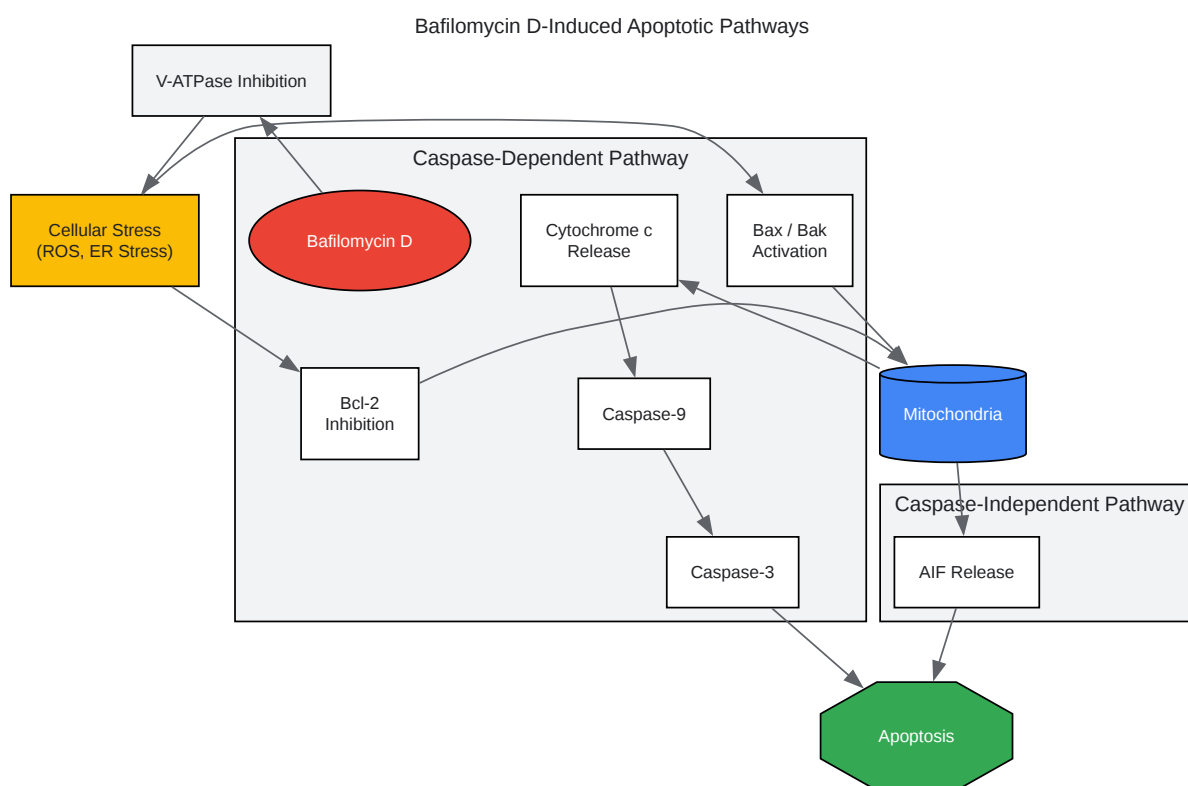 Bafilomycin D-Induced Apoptotic Pathways
V-ATPase Inhibition
Caspase-Dependent Pathway
Cellular Stress
(ROS, ER Stress)
Bafilomycin D
Cytochrome c
Release
Bax / Bak
Activation
Bcl-2
Inhibition
Caspase-9
Mitochondria
Caspase-Independent Pathway
Caspase-3
AIF Release
Apoptosis